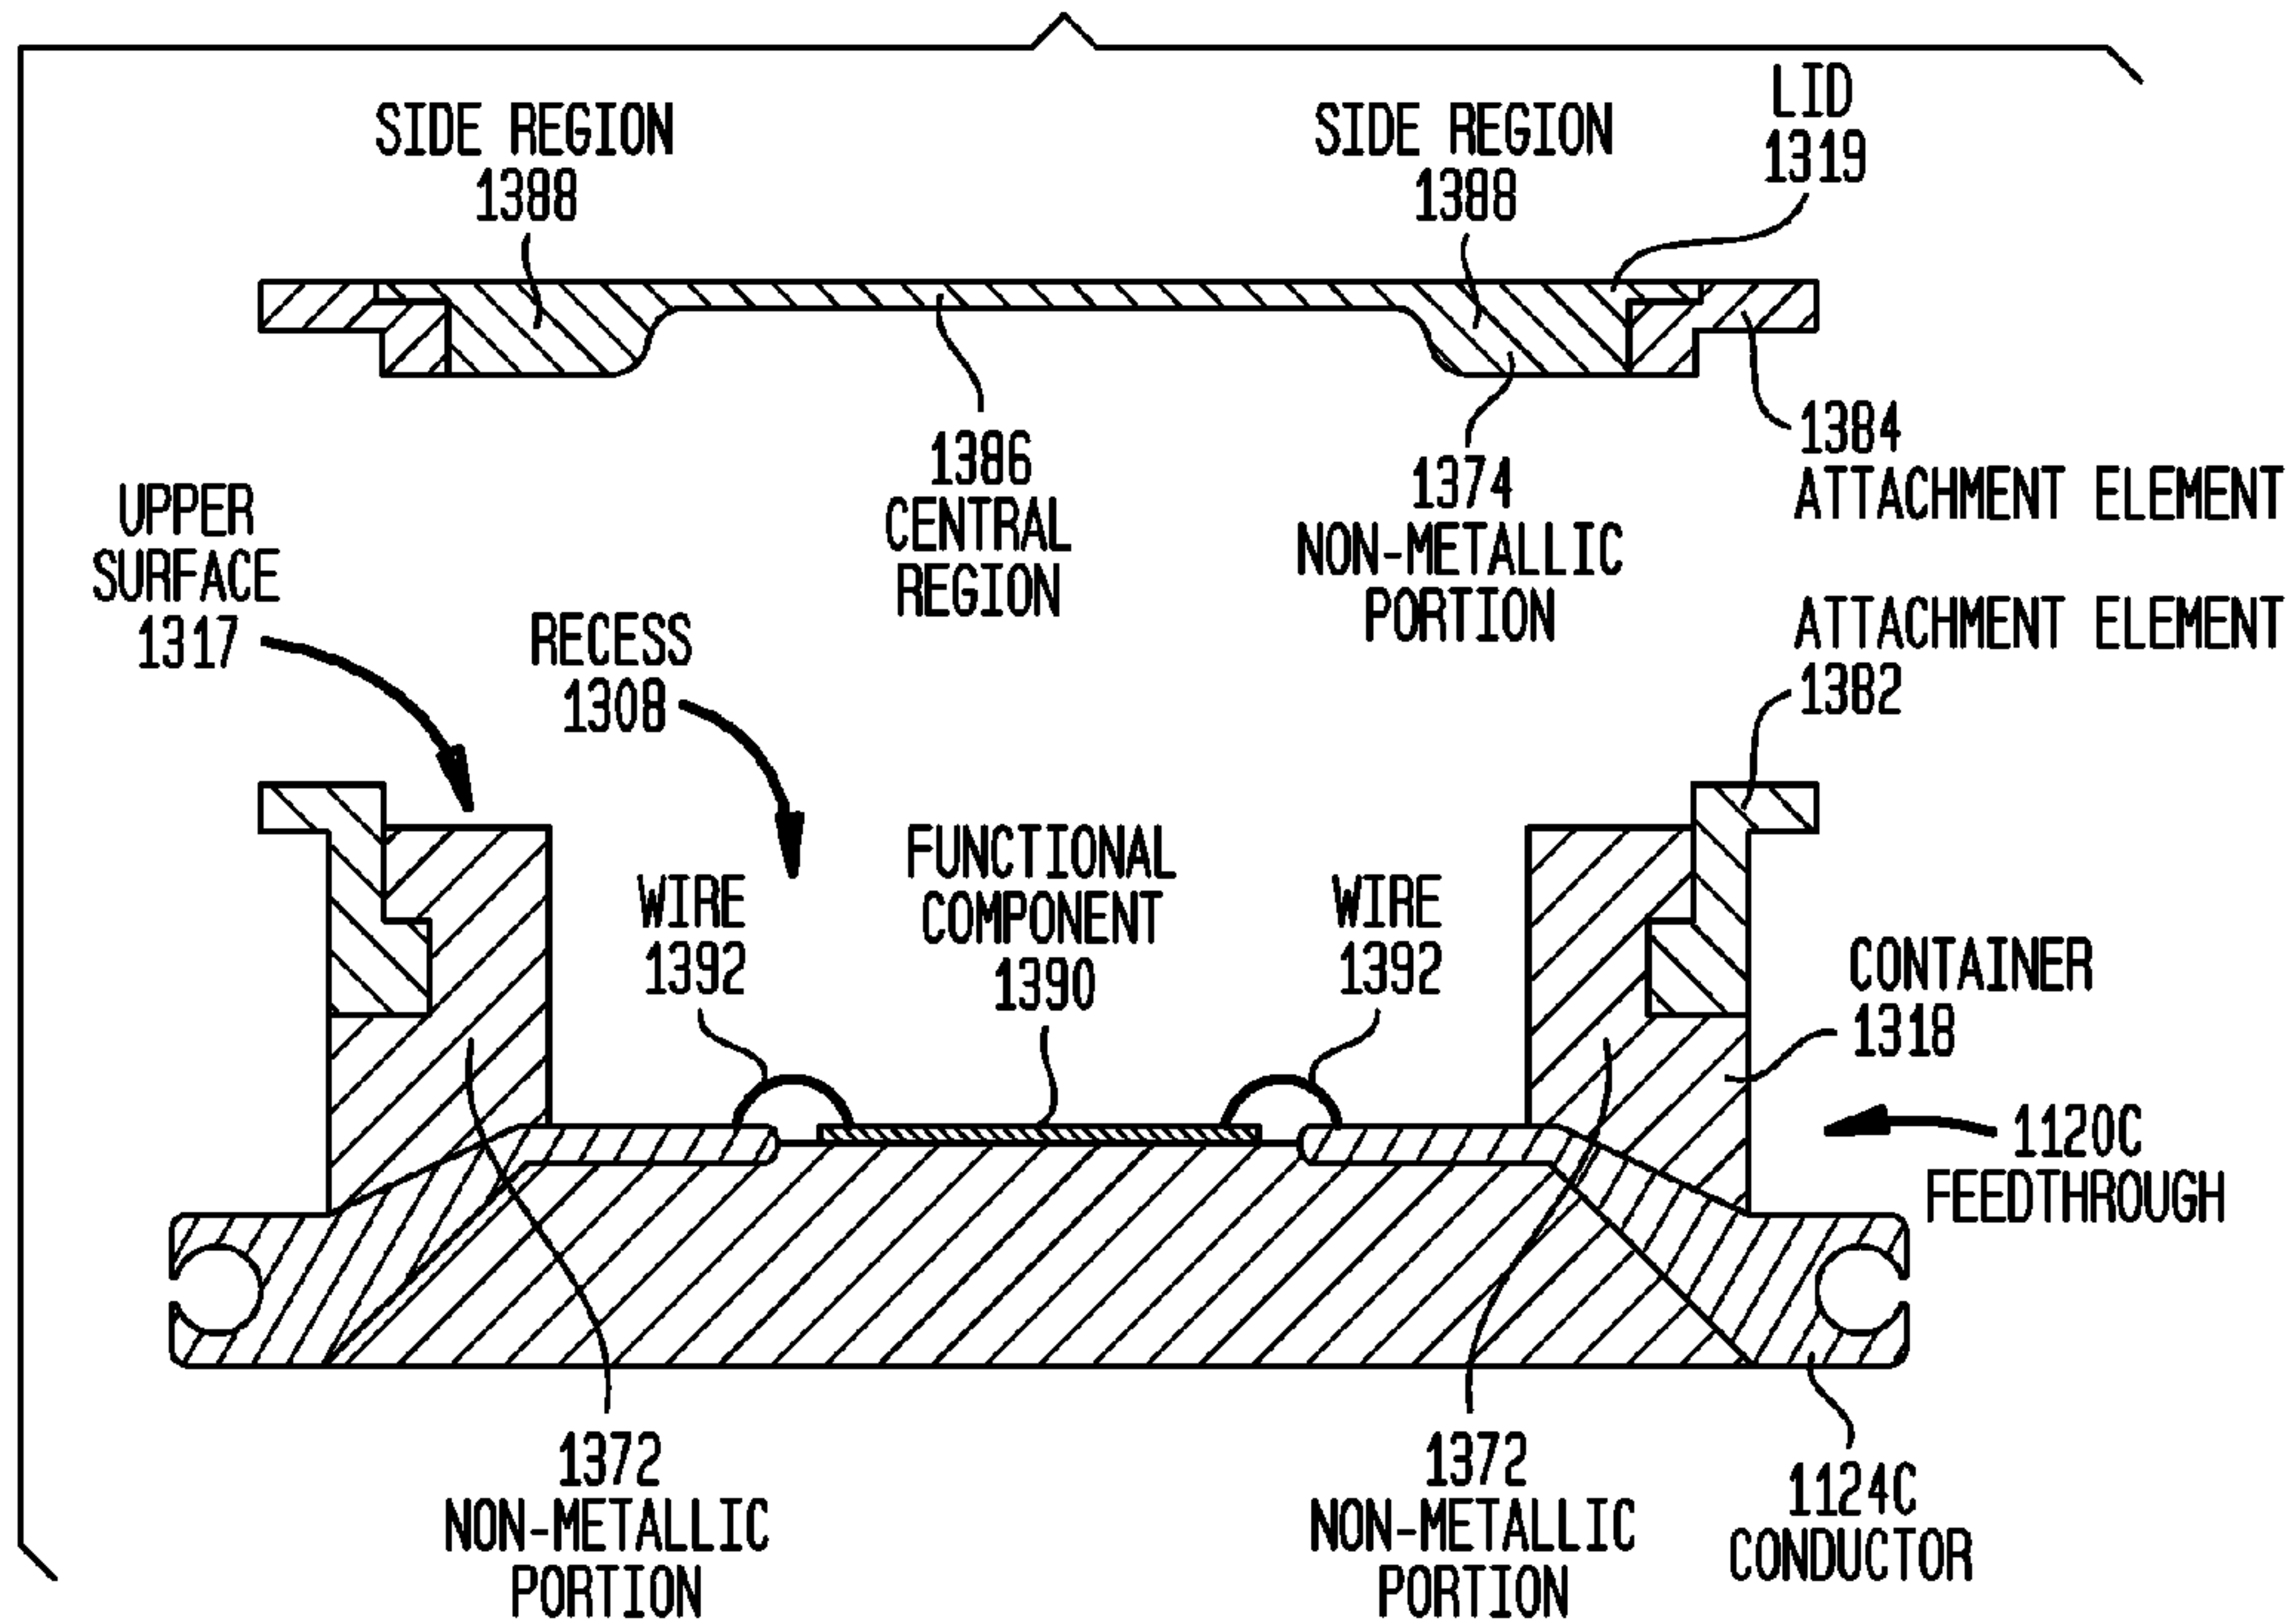 SIDE REGION
1388
SIDE REGION
1388
LID
1319
1386
CENTRAL
REGION
1374
NON-METALLIC
PORTION
1384
ATTACHMENT ELEMENT
UPPER
SURFACE
1317
RECESS
1308
ATTACHMENT ELEMENT
1382
WIRE
1392
FUNCTIONAL
COMPONENT
1390
WIRE
1392
CONTAINER
1318
1120C
FEEDTHROUGH
1372
NON-METALLIC
PORTION
1372
NON-METALLIC
PORTION
1124C
CONDUCTOR